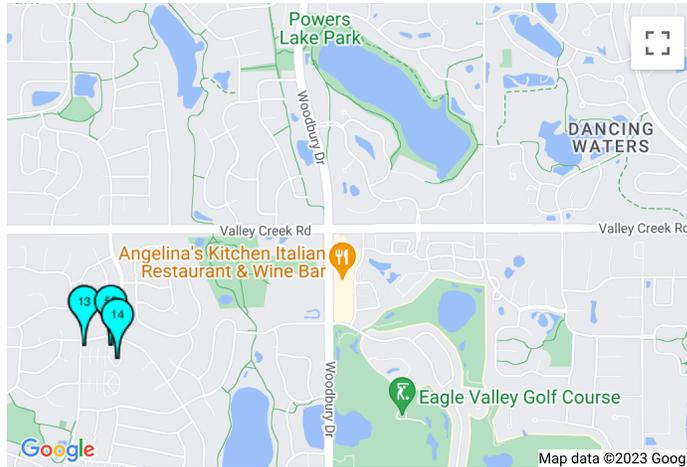 Powers
Lake Park
Woodbury Dr
DANCING
WATERS
Valley Creek Rd
Valley Creek Rd
Angelina's Kitchen Italian
Restaurant & Wine Bar
13
14
Woodbury Dr
Eagle Valley Golf Course
Google
Map data ©2023 Goog